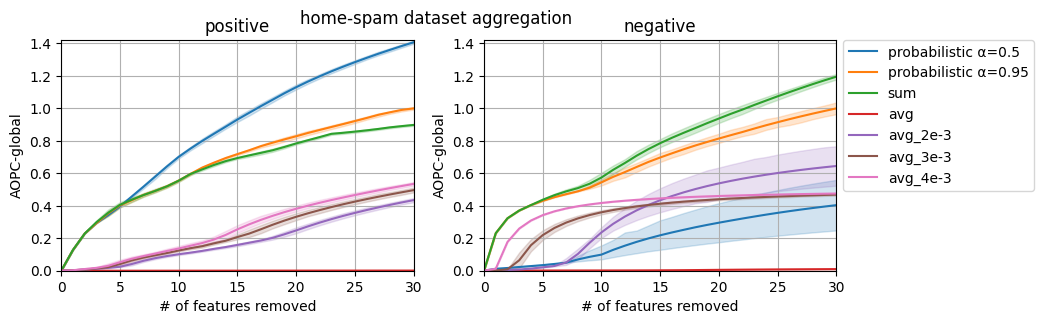 home-spam dataset aggregation
positive
negative
AOPC-global
1.4
1.2
1.0
0.8
0.6
0.4
0.2
0.0
0 5 10 15 20 25 30
# of features removed
AOPC-global
1.4
1.2
1.0
0.8
0.6
0.4
0.2
0.0
0 5 10 15 20 25 30
# of features removed
probabilistic α=0.5
probabilistic α=0.95
sum
avg
avg_2e-3
avg_3e-3
avg_4e-3